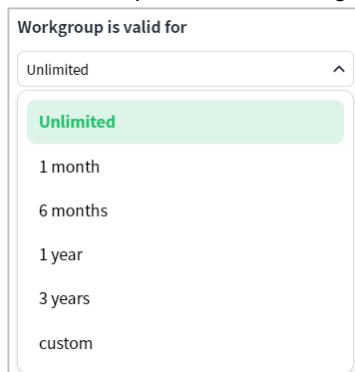 Workgroup is valid for
Unlimited
Unlimited
1 month
6 months
1 year
3 years
custom